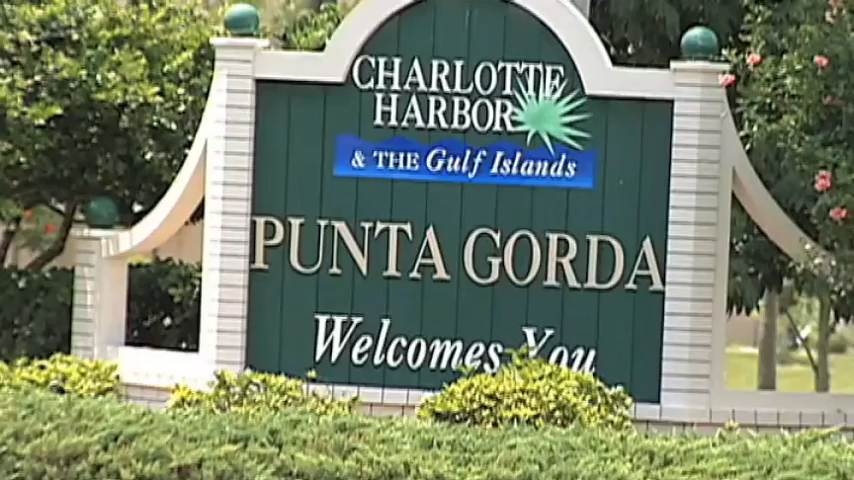 CHARLOTTE
HARBOR
& THE Gulf Islands
PUNTA GORDA
Welcomes You